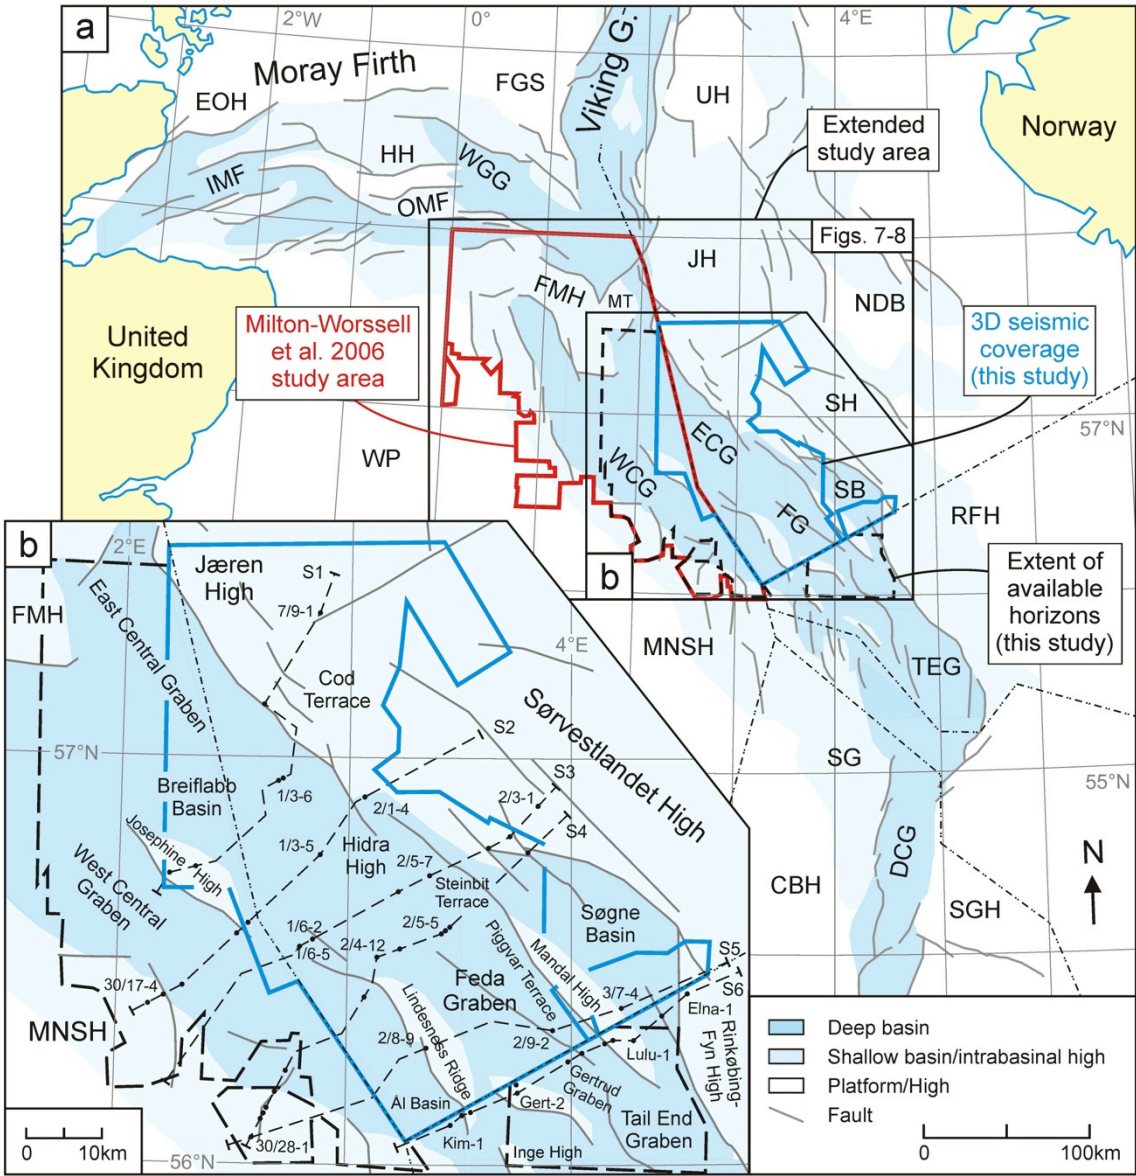 a
2°W
0°
4°E
Moray Firth
Viking G.
FGS
UH
EOH
Norway
Extended
study area
HH
WGG
IMF
OMF
Figs. 7-8
JH
FMH
MT
NDB
United
Kingdom
Milton-Worssell
et al. 2006
study area
3D seismic
coverage
(this study)
SH
57°N
ECG
WP
WCG
SB
FG
RFH
b
Extent of
available
horizons
(this study)
MNSH
TEG
SG
55°N
DCG
CBH
SGH
N
b
2°E
Jæren
High
S1
7/9-1
FMH
East Central Graben
4°E
Cod
Terrace
Sørvestlandet High
S2
57°N
S3
Breiflabb
Basin
1/3-6
2/1-4
2/3-1
S4
Josephine
High
1/3-5
Hidra
High
2/5-7
West Central
Graben
Steinbit
Terrace
Søgne
Basin
1/6-2
2/5-5
1/6-5
2/4-12
Piggvar Terrace
Mandal High
S5
S6
30/17-4
Feda
Graben
3/7-4
Elna-1
MNSH
Lindesness Ridge
2/8-9
2/9-2
Lulu-1
Rinkøbing-
Fyn High
Gertrud
Graben
Ål Basin
Gert-2
Tail End
Graben
30/28-1
Kim-1
Inge High
0 10km
56°N
Deep basin
Shallow basin/intrabasinal high
Platform/High
Fault
0 100km